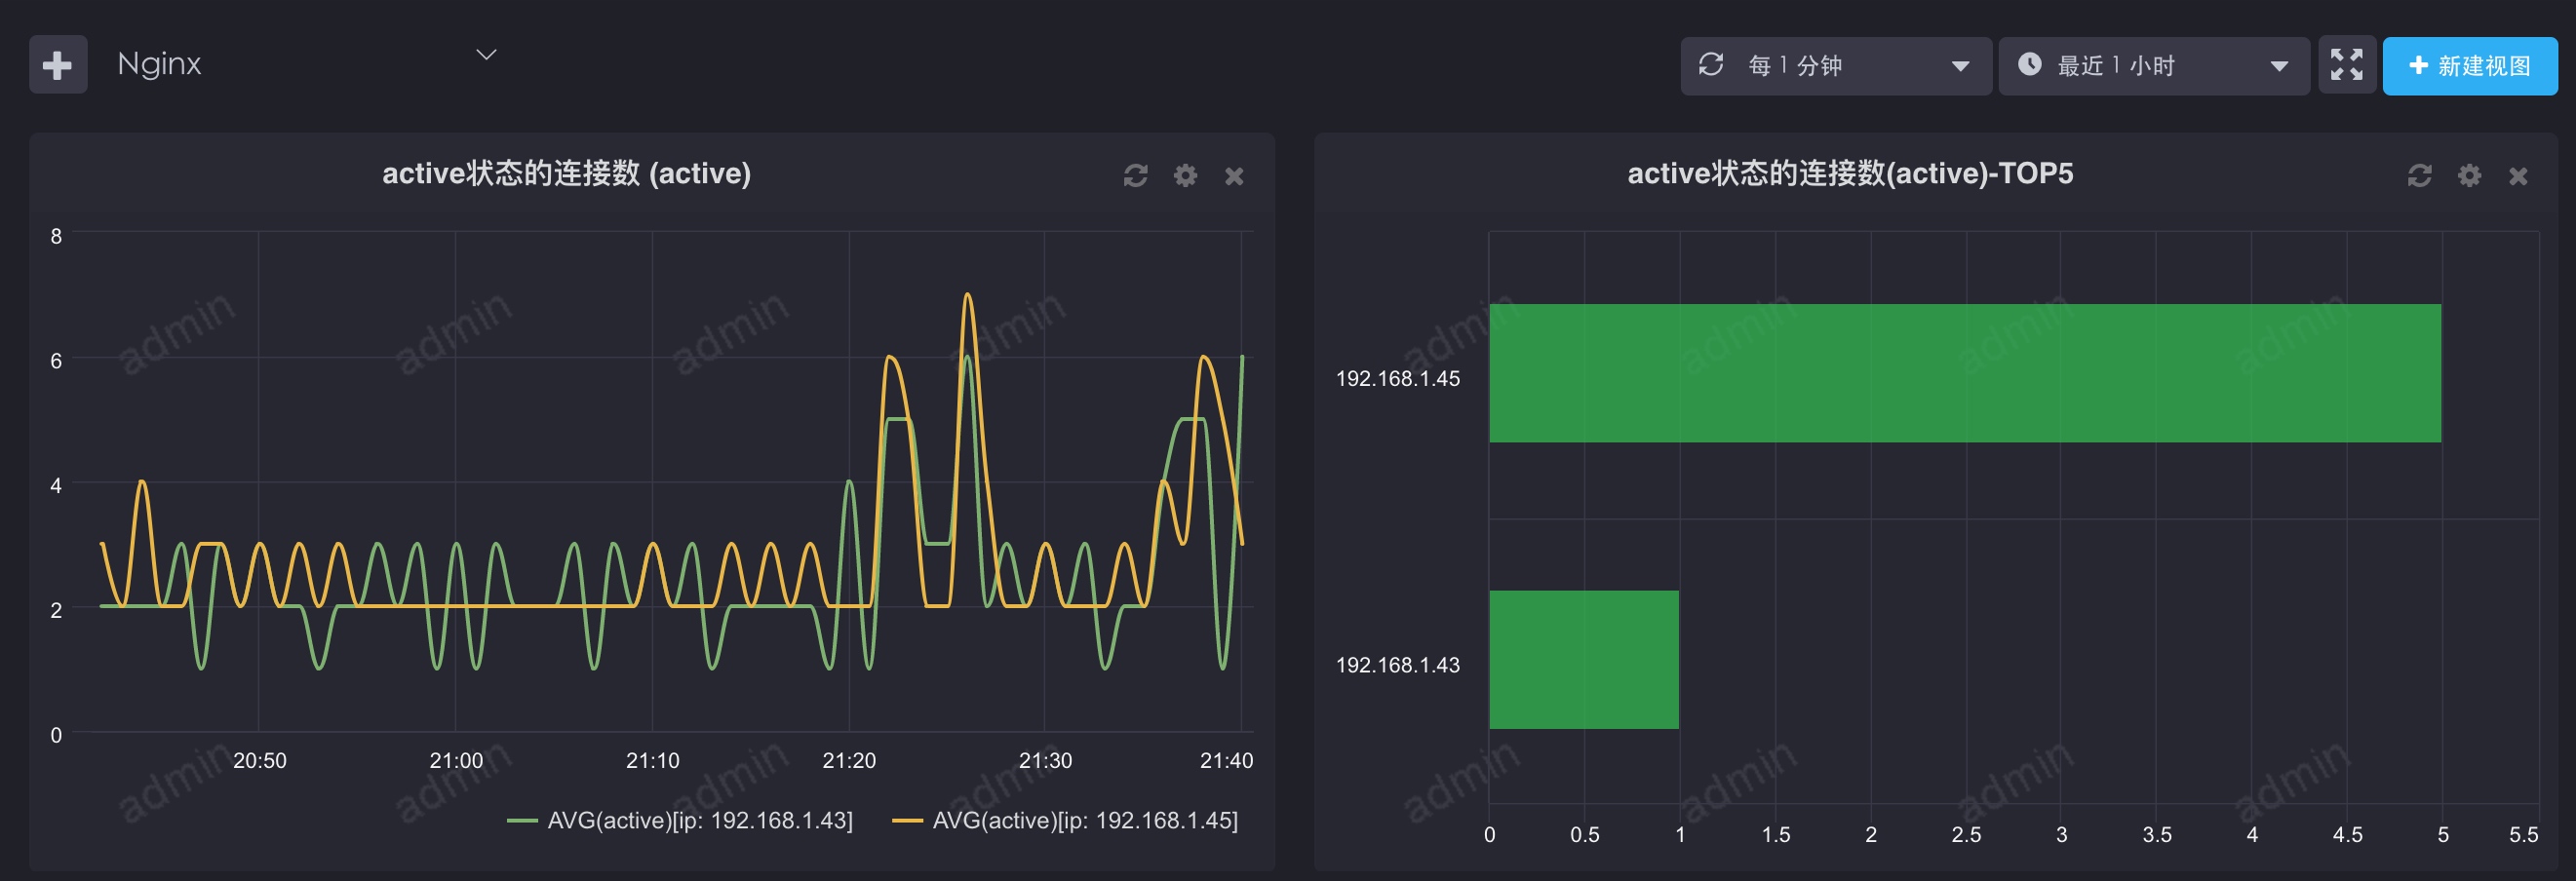 Nginx
每 1 分钟
最近 1 小时
新建视图
active状态的连接数 (active)
8
6
4
2
0
20:50 21:00 21:10 21:20 21:30 21:40
AVG(active)[ip: 192.168.1.43] AVG(active)[ip: 192.168.1.45]
admin admin admin admin
admin admin admin admin
active状态的连接数(active)-TOP5
192.168.1.45
192.168.1.43
0 0.5 1 1.5 2 2.5 3 3.5 4 4.5 5 5.5
admin admin admin admin
admin admin admin admin